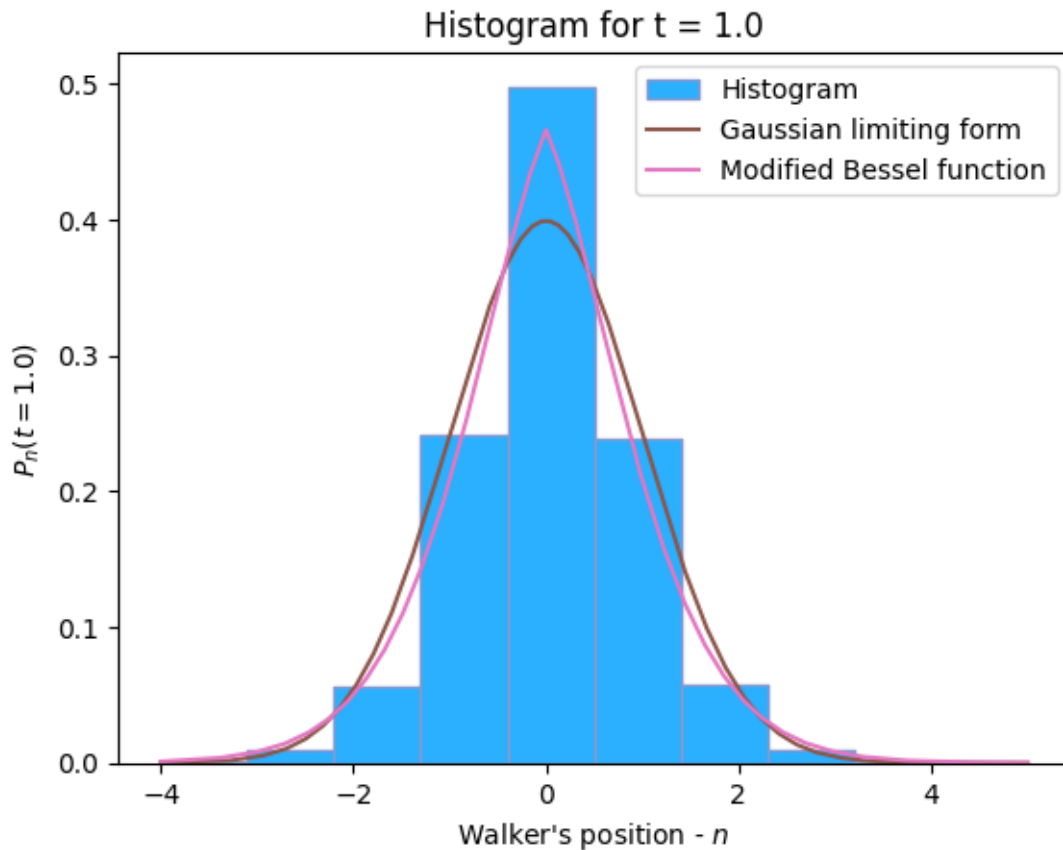 Histogram for t = 1.0
Histogram
Gaussian limiting form
Modified Bessel function
0.5
0.4
0.3
0.2
0.1
0.0
P_n(t = 1.0)
−4 −2 0 2 4
Walker's position - n